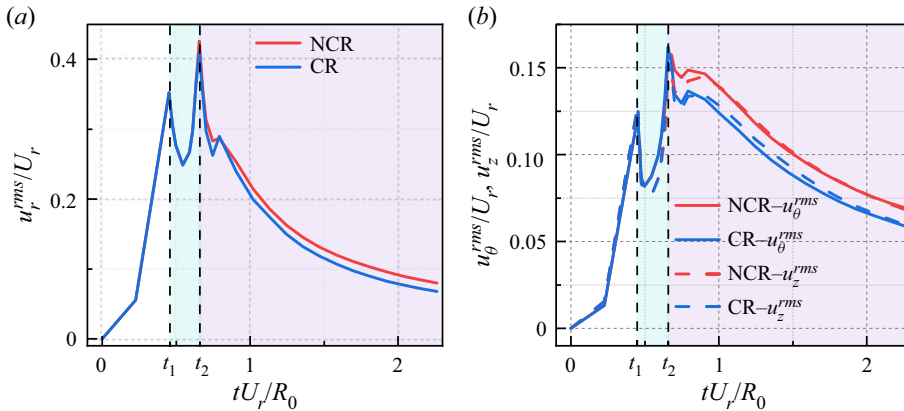 (a)
0.4
0.2
0
u_r^{rms}/U_r
NCR
CR
0
t_1
t_2
1
2
tU_r/R_0
(b)
0.15
0.10
0.05
0
u_θ^{rms}/U_r, u_z^{rms}/U_r
NCR–u_θ^{rms}
CR–u_θ^{rms}
NCR–u_z^{rms}
CR–u_z^{rms}
0
t_1
t_2
1
2
tU_r/R_0